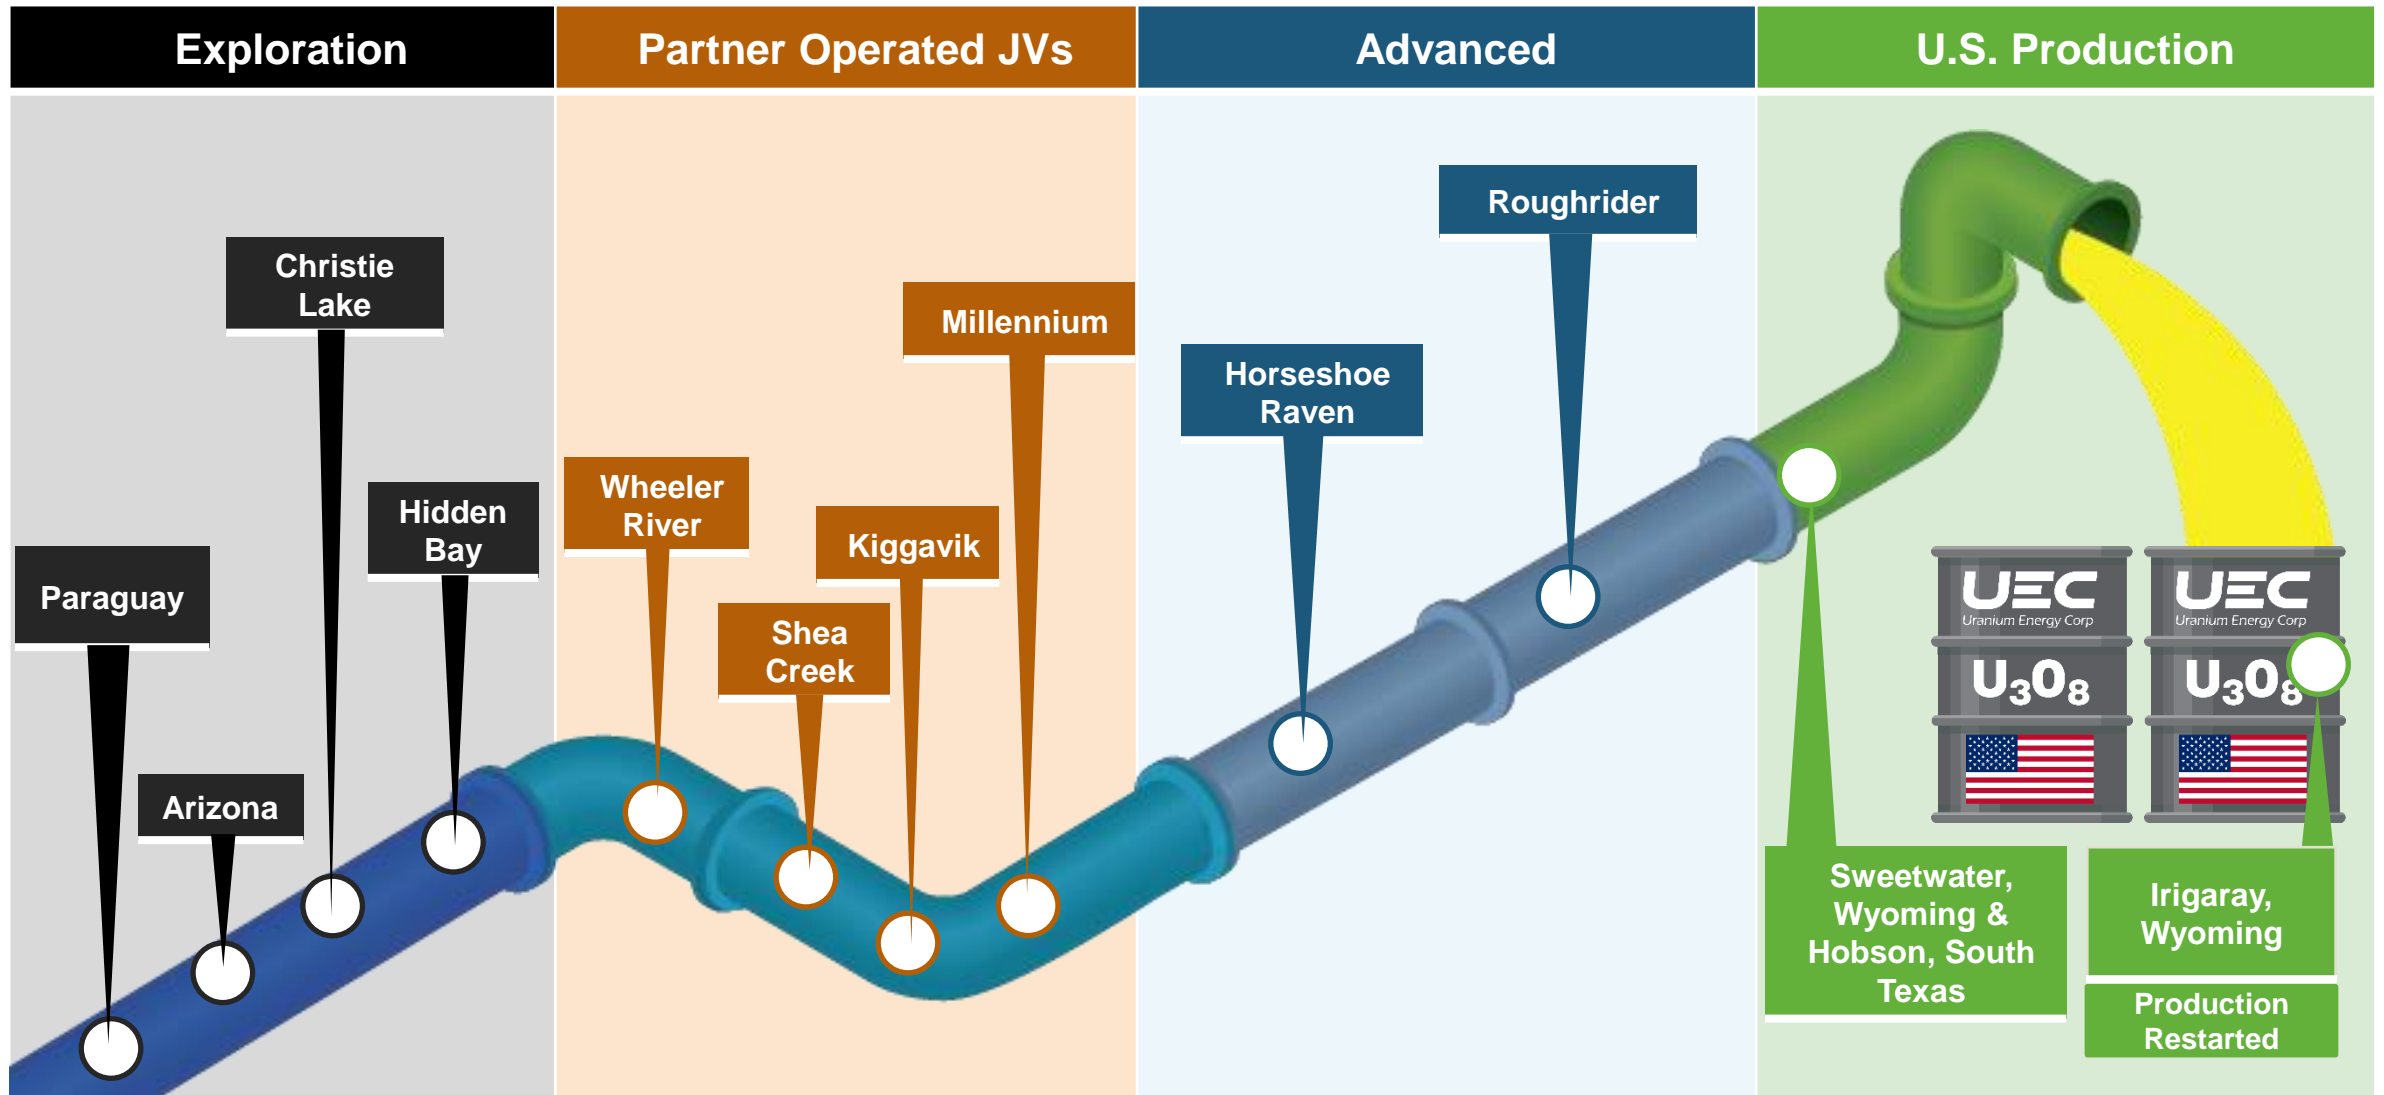 Exploration
Partner Operated JVs
Advanced
U.S. Production
Christie
Lake
Hidden
Bay
Paraguay
Arizona
Wheeler
River
Shea
Creek
Kiggavik
Millennium
Horseshoe
Raven
Roughrider
UEC
Uranium Energy Corp
U3O8
UEC
Uranium Energy Corp
U3O8
Sweetwater,
Wyoming &
Hobson, South
Texas
Irigaray,
Wyoming
Production
Restarted